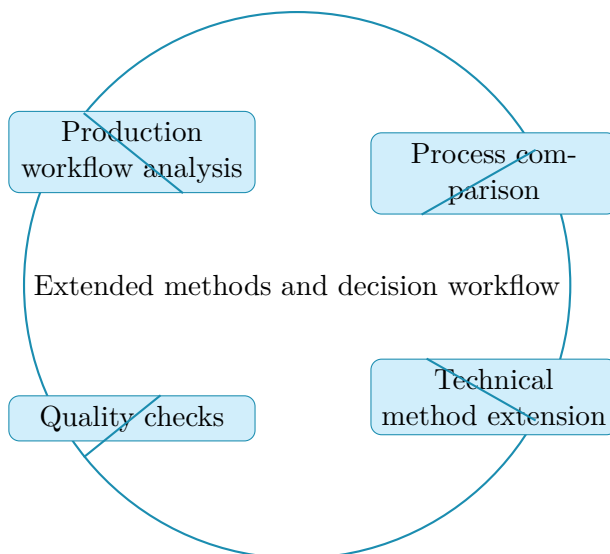 Production
workflow analysis
Process com-
parison
Extended methods and decision workflow
Quality checks
Technical
method extension